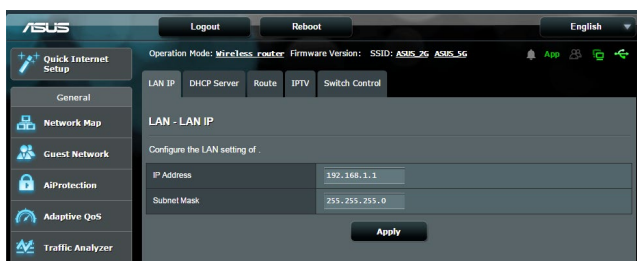 ASUS
Logout
Reboot
English
Quick Internet Setup
Operation Mode: Wireless router Firmware Version: SSID: ASUS_2G ASUS_5G
App
LAN IP DHCP Server Route IPTV Switch Control
General
Network Map
Guest Network
AiProtection
Adaptive QoS
Traffic Analyzer
LAN - LAN IP
Configure the LAN setting of .
IP Address 192.168.1.1
Subnet Mask 255.255.255.0
Apply